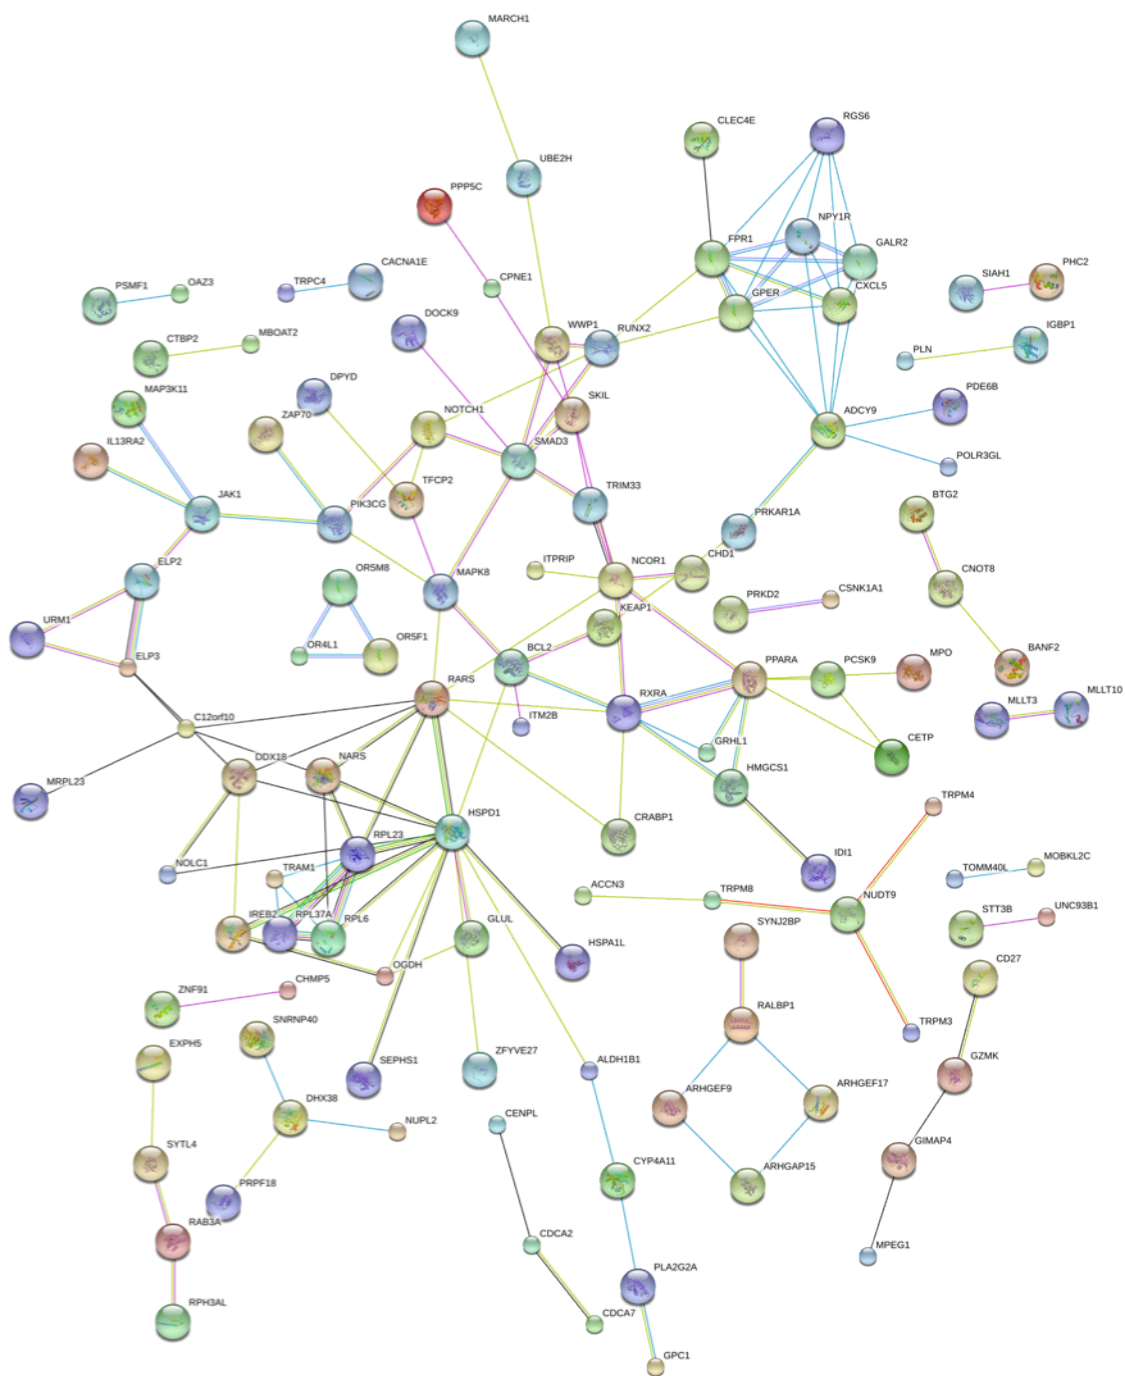 MARCH1
CLEC4E
RGS6
UBE2H
PPP5C
NPY1R
FPR1
GALR2
CACNA1E
PHC2
SIAH1
TRPC4
PSMF1
OAZ3
CPNE1
GPER
CXCL5
DOCK9
WWP1
RUNX2
IGBP1
CTBP2
MBOAT2
PLN
DPYD
MAP3K11
PDE6B
ZAP70
NOTCH1
SKIL
ADCY9
IL13RA2
SMAD3
POLR3GL
TFCP2
JAK1
PIK3CG
TRIM33
BTG2
PRKAR1A
CHD1
ELP2
OR5M8
MAPK8
ITPRIP
NCOR1
CNOT8
PRKD2
CSNK1A1
KEAP1
URM1
OR4L1
OR5F1
BCL2
BANF2
ELP3
PPARA
PCSK9
MPO
RARS
RXRA
MLLT3
MLLT10
C12orf10
ITM2B
GRHL1
CETP
DDX18
NARS
HMGCS1
MRPL23
TRPM4
HSPD1
CRABP1
RPL23
IDI1
NOLC1
TRAM1
TOMM40L
MOBKL2C
ACCN3
TRPM8
NUDT9
IREB2
RPL37A
RPL6
GLUL
SYNJ2BP
STT3B
UNC93B1
HSPA1L
OGDH
CHMP5
CD27
ZNF91
RALBP1
SNRNP40
TRPM3
EXPH5
SEPHS1
ZFYVE27
ALDH1B1
GZMK
ARHGEF9
ARHGEF17
DHX38
NUPL2
CENPL
SYTL4
GIMAP4
CYP4A11
ARHGAP15
PRPF18
RAB3A
CDCA2
MPEG1
PLA2G2A
RPH3AL
CDCA7
GPC1